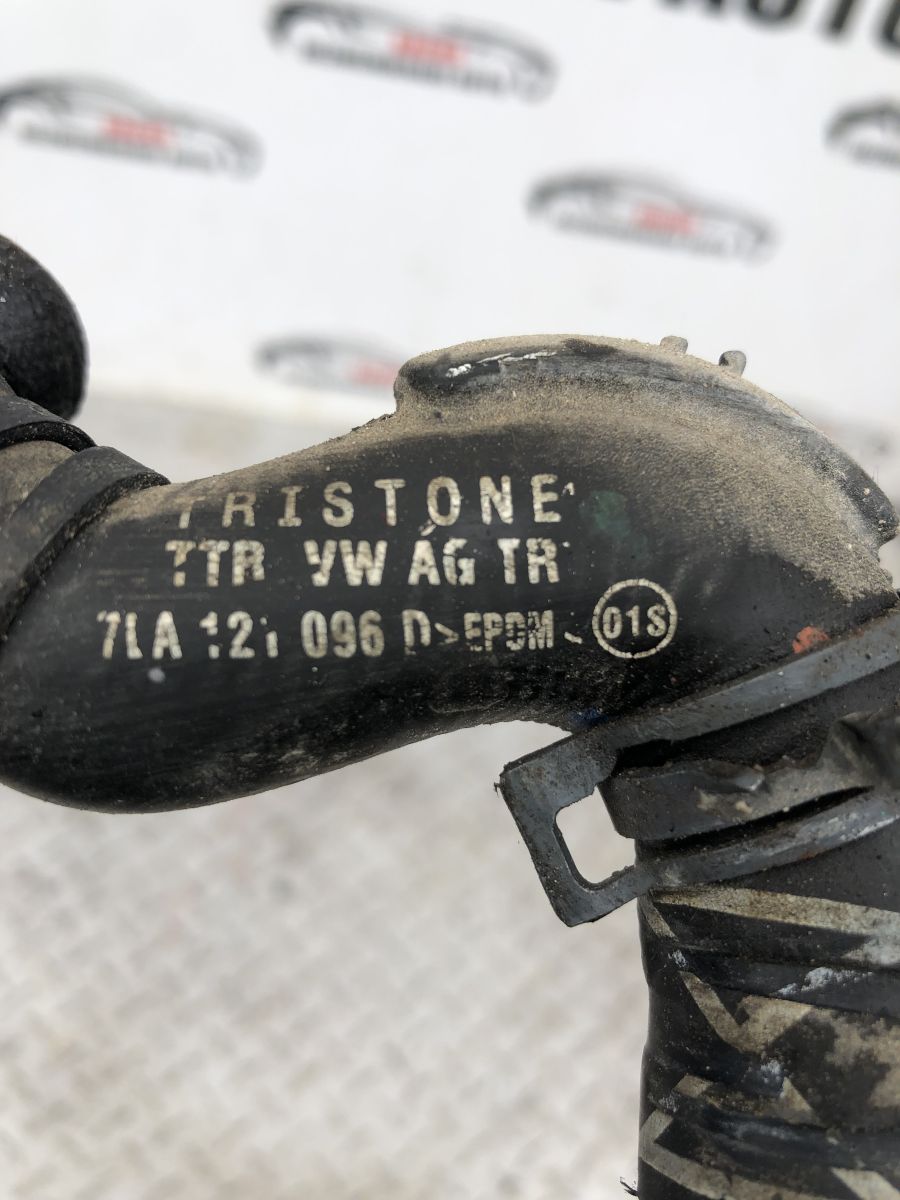 TRISTONE
TTR VW AG TR
7LA 121 096 D >EPDM< 01S